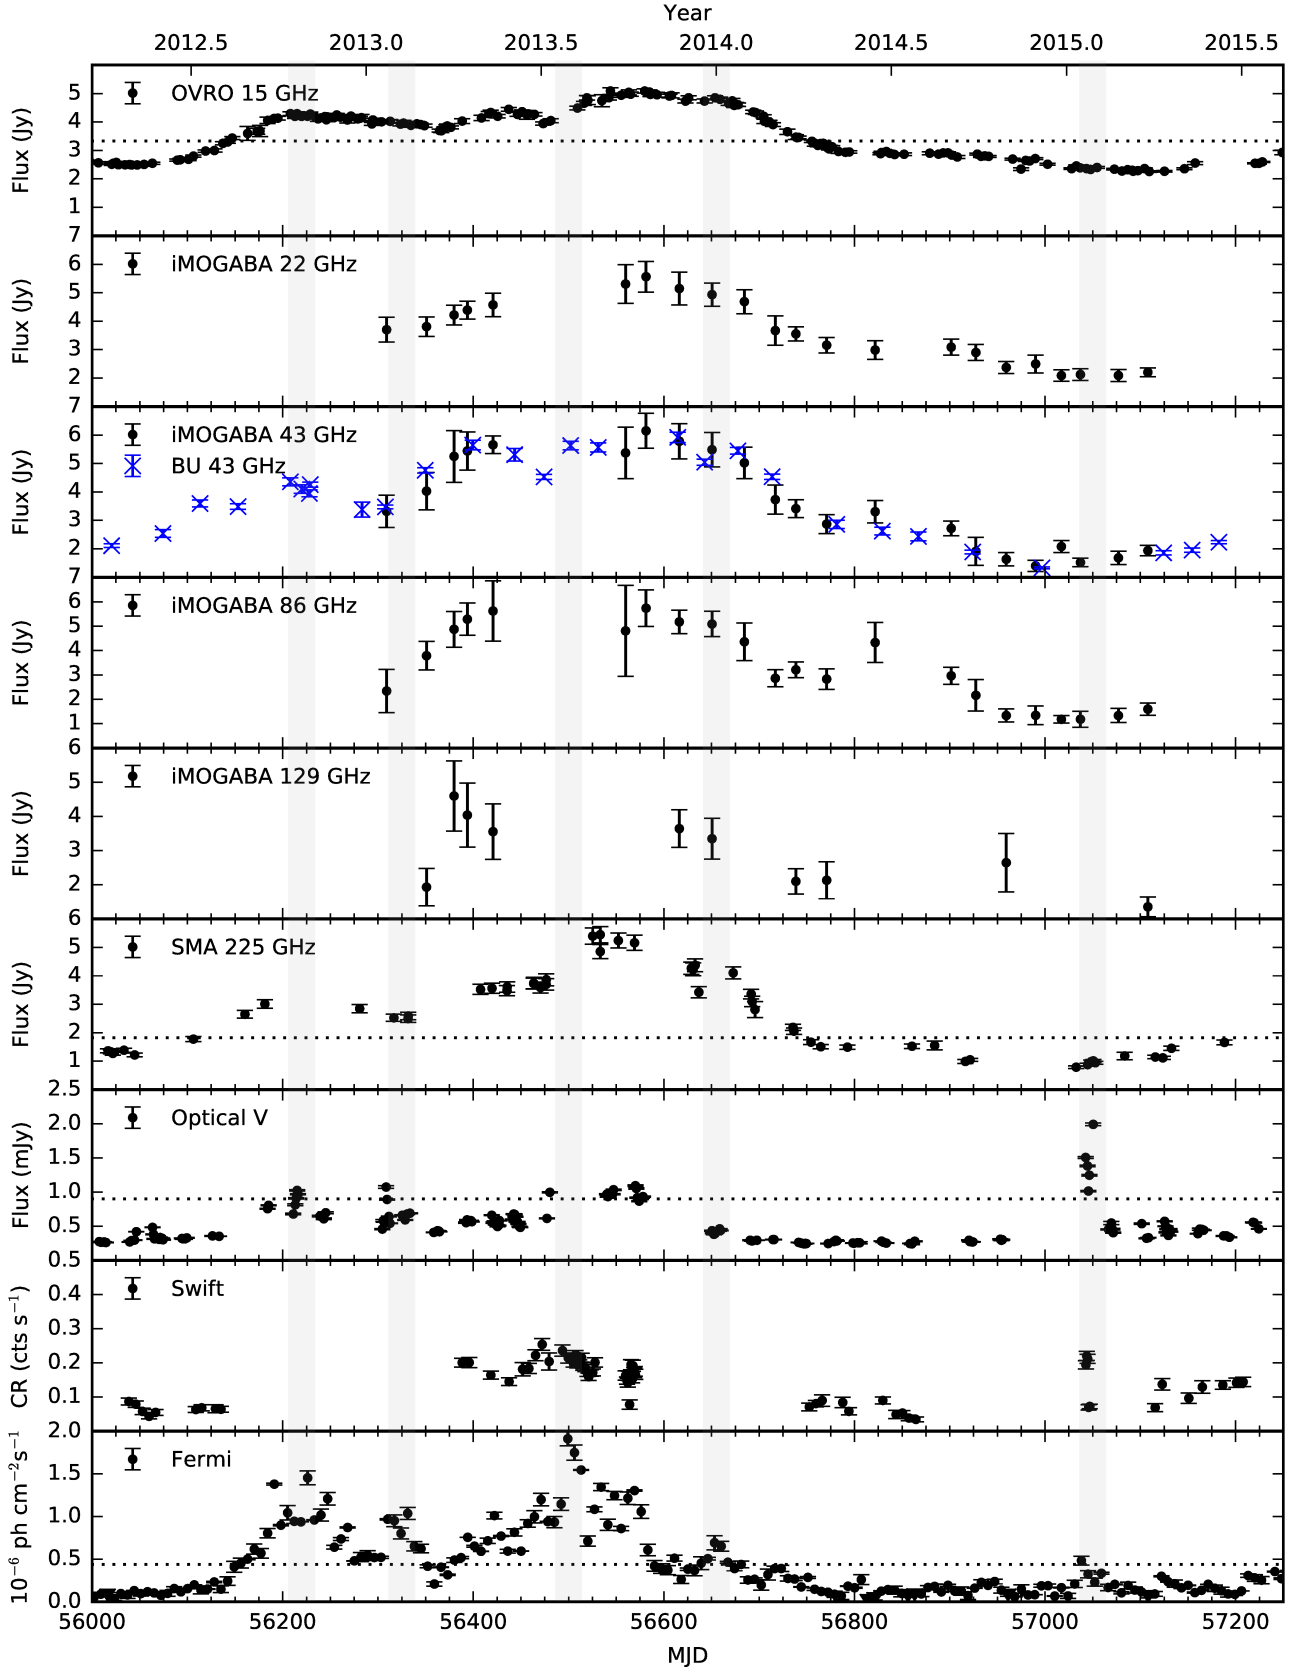 Year
2012.5 2013.0 2013.5 2014.0 2014.5 2015.0 2015.5
OVRO 15 GHz
Flux (Jy)
5
4
3
2
1
7
iMOGABA 22 GHz
Flux (Jy)
6
5
4
3
2
7
iMOGABA 43 GHz
BU 43 GHz
Flux (Jy)
6
5
4
3
2
7
iMOGABA 86 GHz
Flux (Jy)
6
5
4
3
2
1
6
iMOGABA 129 GHz
Flux (Jy)
5
4
3
2
6
SMA 225 GHz
Flux (Jy)
5
4
3
2
1
2.5
Optical V
Flux (mJy)
2.0
1.5
1.0
0.5
0.5
Swift
CR (cts s⁻¹)
0.4
0.3
0.2
0.1
2.0
2.0
Fermi
10⁻⁶ ph cm⁻²s⁻¹
1.5
1.0
0.5
0.0
56000 56200 56400 56600 56800 57000 57200
MJD